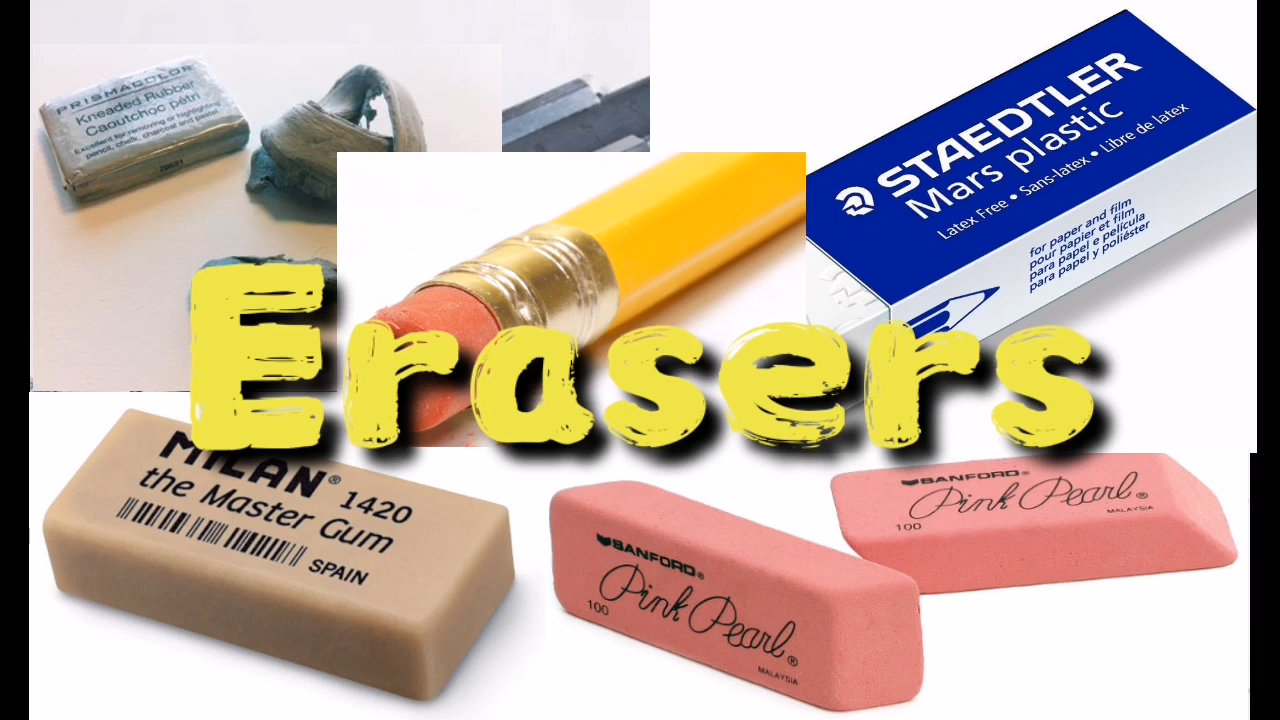 PRISMACOLOR
Kneaded Rubber
Caoutchoc pétri
Excellent for removing or highlighting
pencil, chalk, charcoal and pastel.
STAEDTLER
Mars plastic
Latex Free • Sans-latex • Libre de latex
for paper and film
pour papier et film
para papel e película
para papel y poliéster
Erasers
MILAN® 1420
the Master Gum
SPAIN
SANFORD®
Pink Pearl®
100
MALAYSIA
SANFORD®
Pink Pearl®
100
MALAYSIA